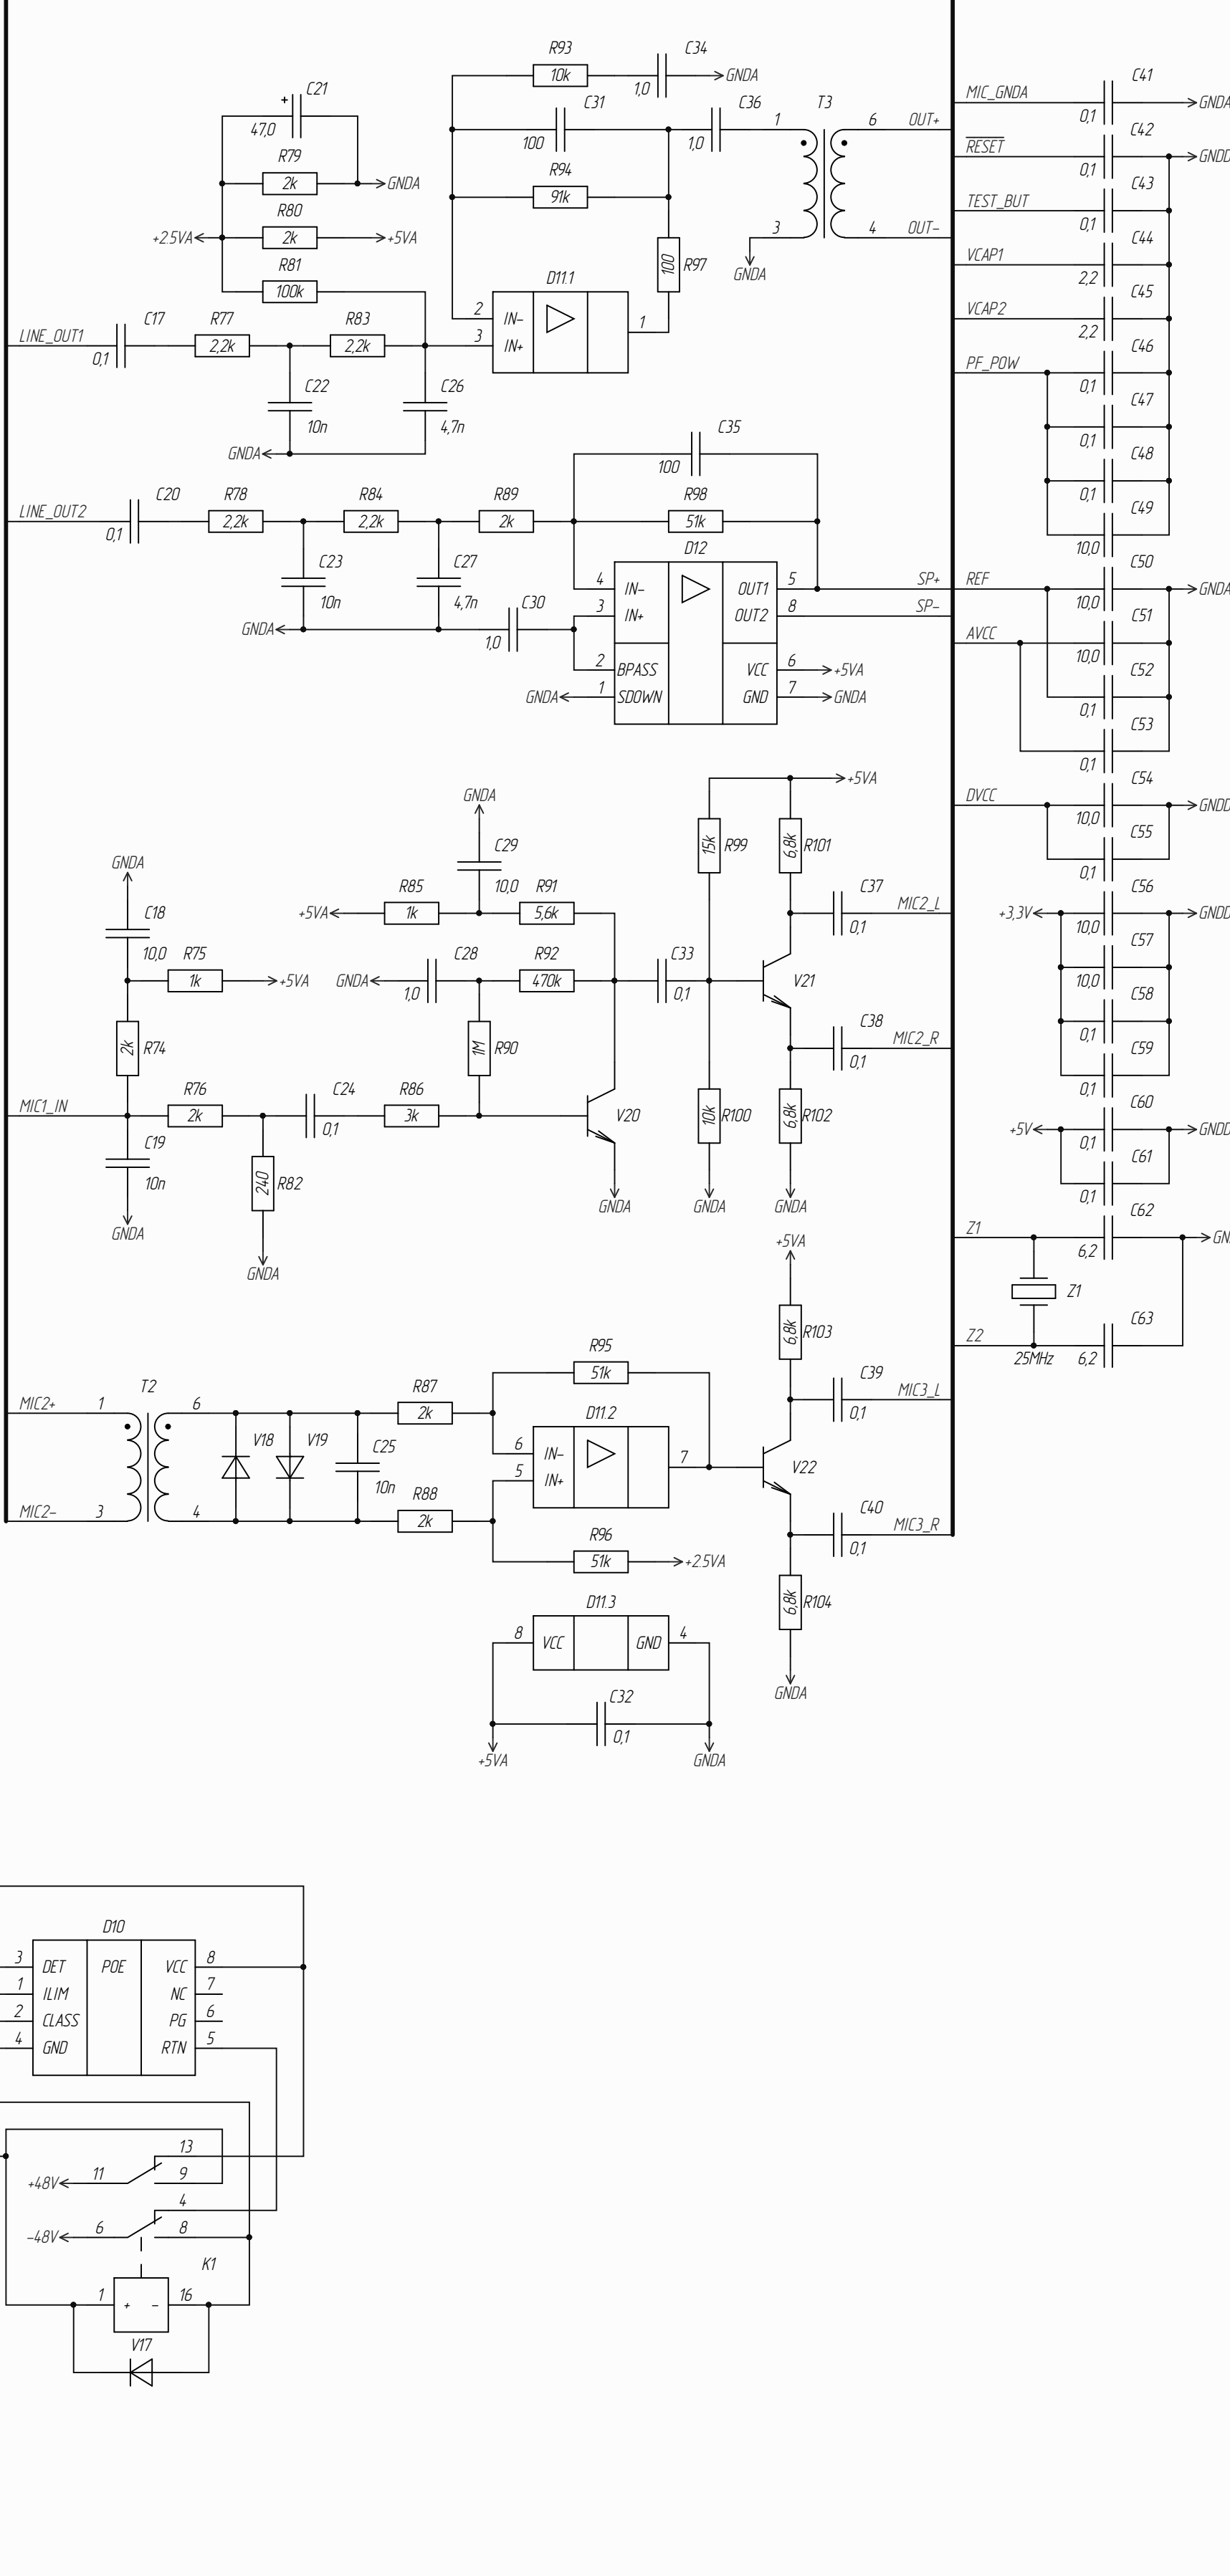 R93
C34
10k
1,0
GNDA
C21
+
47,0
C31
C36
T3
100
1,0
1
6
OUT+
R79
2k
GNDA
R94
91k
R80
+2.5VA
2k
+5VA
3
4
OUT−
GNDA
100
R97
R81
100k
D11.1
LINE_OUT1
C17
R77
R83
2
IN−
1
0,1
2,2k
2,2k
3
IN+
C22
10n
C26
4,7n
GNDA
C35
100
LINE_OUT2
C20
R78
R84
R89
R98
0,1
2,2k
2,2k
2k
51k
D12
C23
10n
C27
4,7n
C30
1,0
GNDA
4
IN−
OUT1
5
SP+
3
IN+
OUT2
8
SP−
2
BPASS
VCC
6
+5VA
GNDA
1
SDOWN
GND
7
GNDA
MIC_GNDA
C41
0,1
GNDA
RESET
C42
0,1
GNDD
TEST_BUT
C43
0,1
VCAP1
C44
2,2
VCAP2
C45
2,2
PF_POW
C46
0,1
C47
0,1
C48
0,1
C49
10,0
REF
C50
10,0
GNDA
AVCC
C51
10,0
C52
0,1
C53
0,1
DVCC
C54
10,0
GNDD
C55
0,1
+3,3V
C56
10,0
GNDD
C57
10,0
C58
0,1
C59
0,1
+5V
C60
0,1
GNDD
C61
0,1
Z1
C62
6,2
GN
Z1
Z2
25MHz
C63
6,2
+5VA
15k
R99
6,8k
R101
GNDA
C29
10,0
GNDA
C18
10,0
R85
R91
+5VA
1k
5,6k
C37
0,1
MIC2_L
R75
1k
+5VA
GNDA
C28
1,0
R92
470k
C33
0,1
V21
2k
R74
1M
R90
C38
0,1
MIC2_R
MIC1_IN
R76
2k
C24
0,1
R86
3k
V20
10k
R100
6,8k
R102
C19
10n
240
R82
GNDA
GNDA
GNDA
GNDA
GNDA
+5VA
6,8k
R103
R95
51k
C39
0,1
MIC3_L
MIC2+
1
T2
6
V18
V19
C25
10n
R87
2k
D11.2
6
IN−
7
5
IN+
V22
MIC2−
3
4
R88
2k
C40
0,1
MIC3_R
R96
51k
+2.5VA
6,8k
R104
D11.3
8
VCC
GND
4
GNDA
C32
0,1
+5VA
GNDA
D10
3
DET
POE
VCC
8
1
ILIM
NC
7
2
CLASS
PG
6
4
GND
RTN
5
13
+48V
11
9
4
−48V
6
8
K1
1
+
−
16
V17